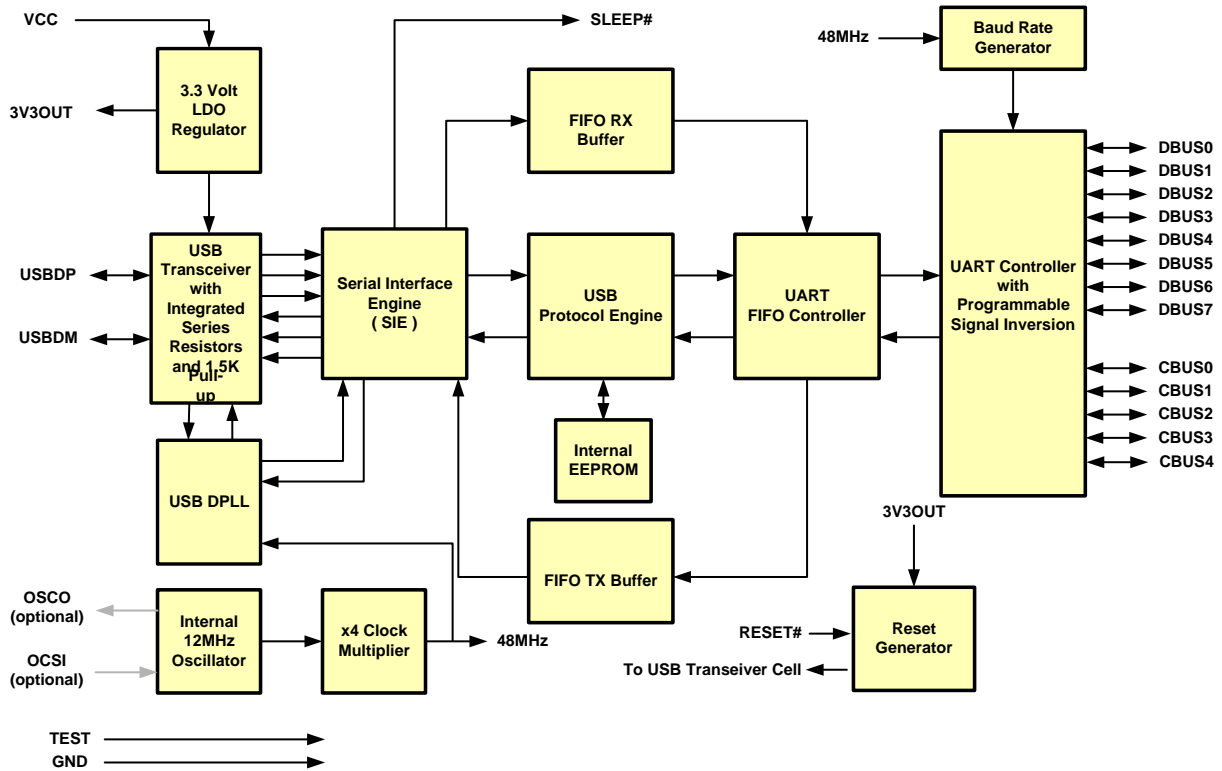 VCC
SLEEP#
48MHz
Baud Rate
Generator
3V3OUT
3.3 Volt
LDO
Regulator
FIFO RX
Buffer
USBDP
USBDM
USB
Transceiver
with
Integrated
Series
Resistors
and 1.5K
Pull-
up
Serial Interface
Engine
( SIE )
USB
Protocol Engine
UART
FIFO Controller
UART Controller
with
Programmable
Signal Inversion
DBUS0
DBUS1
DBUS2
DBUS3
DBUS4
DBUS5
DBUS6
DBUS7
CBUS0
CBUS1
CBUS2
CBUS3
CBUS4
USB DPLL
Internal
EEPROM
3V3OUT
FIFO TX Buffer
OSCO
(optional)
OCSI
(optional)
Internal
12MHz
Oscillator
x4 Clock
Multiplier
48MHz
RESET#
To USB Transeiver Cell
Reset
Generator
TEST
GND